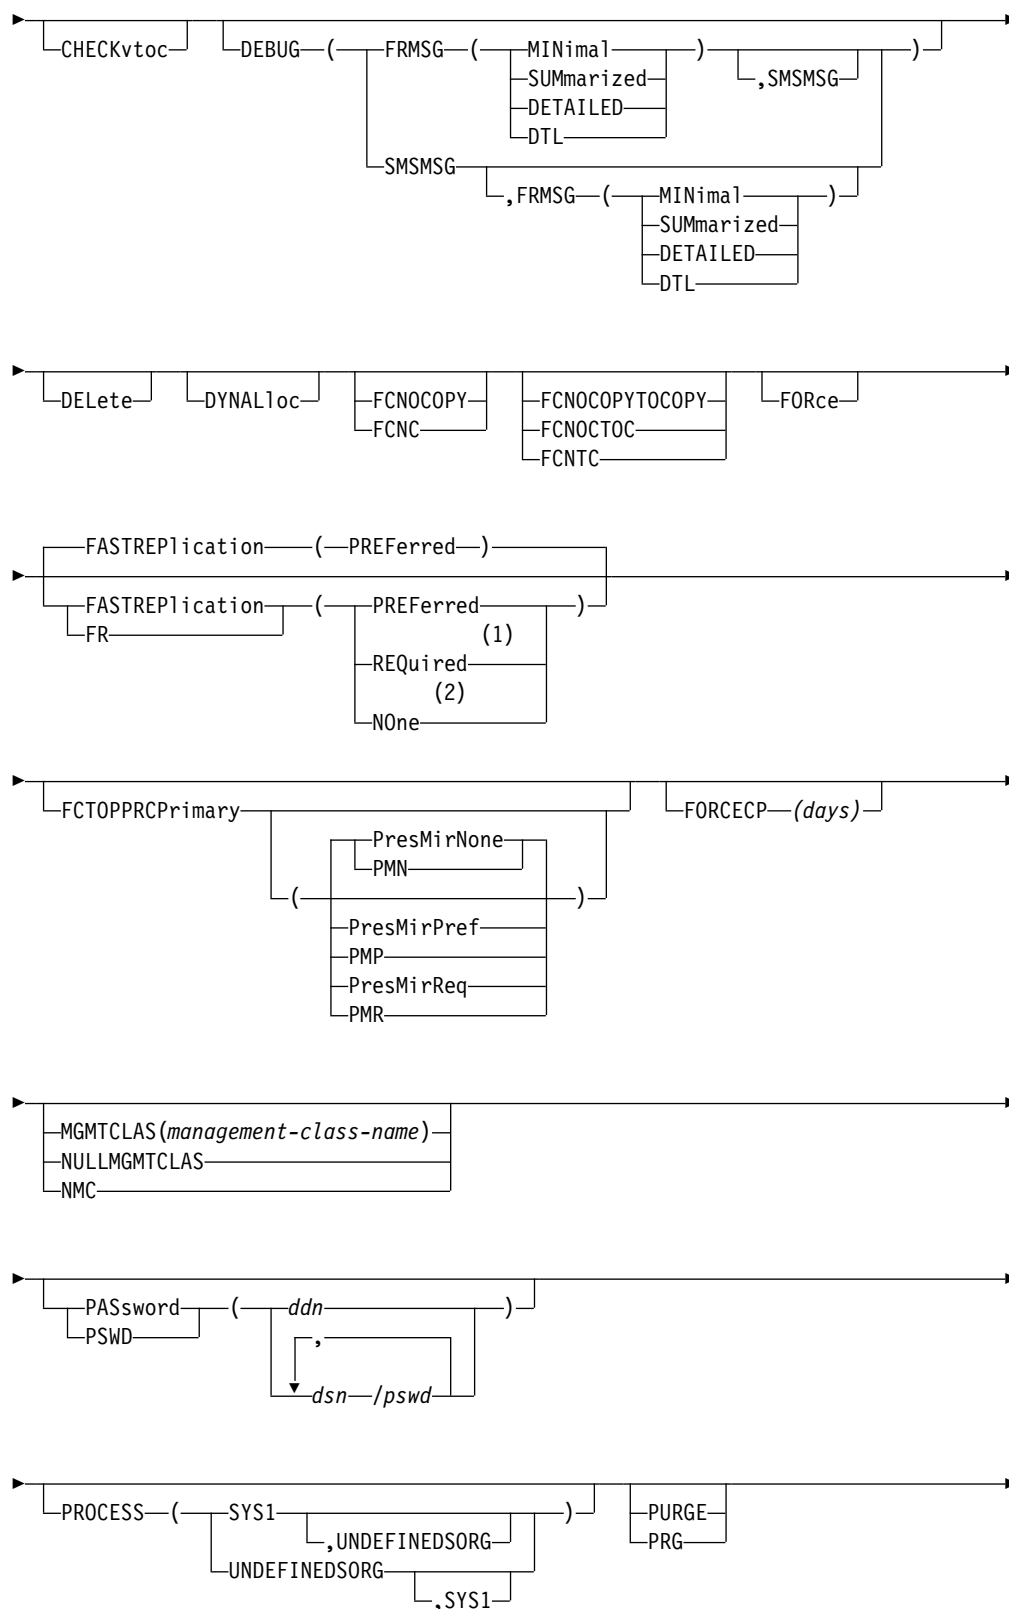 CHECKvtoc DEBUG ( FRMSG ( MINimal ) )
SUMmarized ,SMSMSG
DETAILED
DTL
SMSMSG
,FRMSG ( MINimal )
SUMmarized
DETAILED
DTL
DELete DYNALloc FCNOCOPY FCNOCOPYTOCOPY FORce
FCNC FCNOCTOC
FCNTC
FASTREPlication ( PREFerred )
FASTREPlication ( PREFerred )
FR (1)
REQuired
(2)
NOne
FCTOPPRCPrimary FORCECP (days)
PresMirNone
PMN
( )
PresMirPref
PMP
PresMirReq
PMR
MGMTCLAS(management-class-name)
NULLMGMTCLAS
NMC
PASsword ( ddn )
PSWD ,
dsn /pswd
PROCESS ( SYS1 ) PURGE
,UNDEFINEDSORG PRG
UNDEFINEDSORG
,SYS1